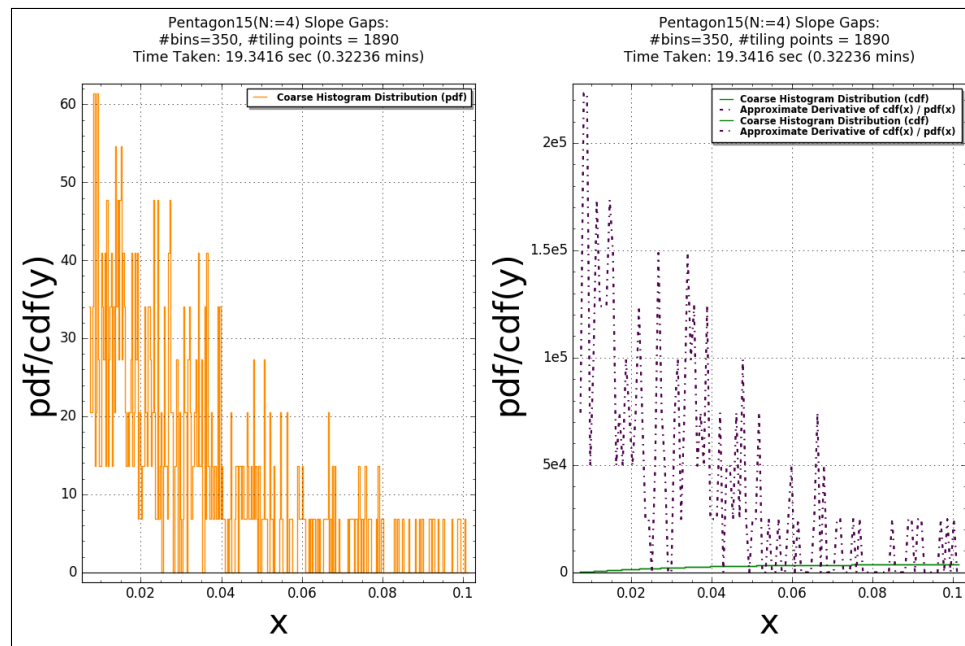 Pentagon15(N:=4) Slope Gaps:
#bins=350, #tiling points = 1890
Time Taken: 19.3416 sec (0.32236 mins)
Coarse Histogram Distribution (pdf)
60
50
40
30
20
10
0
0.02
0.04
0.06
0.08
0.1
pdf/cdf(y)
x
Pentagon15(N:=4) Slope Gaps:
#bins=350, #tiling points = 1890
Time Taken: 19.3416 sec (0.32236 mins)
Coarse Histogram Distribution (cdf)
Approximate Derivative of cdf(x) / pdf(x)
Coarse Histogram Distribution (cdf)
Approximate Derivative of cdf(x) / pdf(x)
2e5
1.5e5
1e5
5e4
0
0.02
0.04
0.06
0.08
0.1
pdf/cdf(y)
x